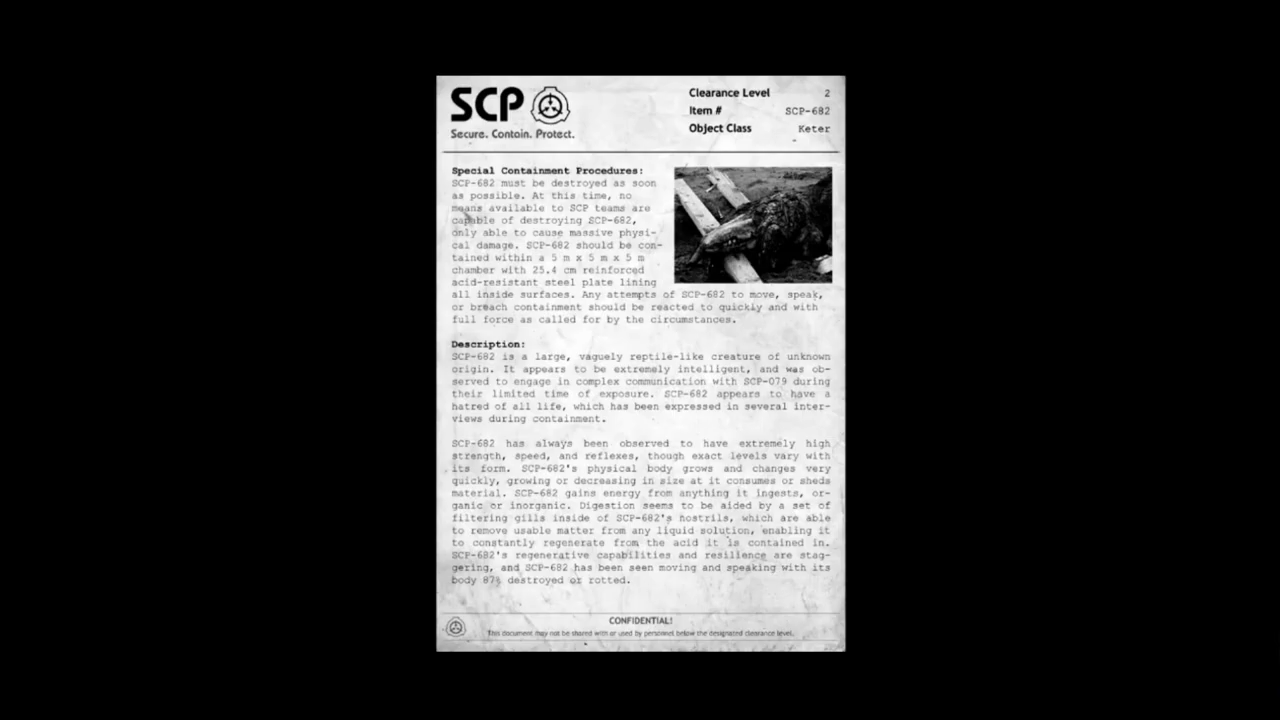 SCP
Secure. Contain. Protect.
Clearance Level 2
Item # SCP-682
Object Class Keter
Special Containment Procedures:
SCP-682 must be destroyed as soon
as possible. At this time, no
means available to SCP teams are
capable of destroying SCP-682,
only able to cause massive physi-
cal damage. SCP-682 should be con-
tained within a 5 m x 5 m x 5 m
chamber with 25.4 cm reinforced
acid-resistant steel plate lining
all inside surfaces. Any attempts of SCP-682 to move, speak,
or breach containment should be reacted to quickly and with
full force as called for by the circumstances.
Description:
SCP-682 is a large, vaguely reptile-like creature of unknown
origin. It appears to be extremely intelligent, and was ob-
served to engage in complex communication with SCP-079 during
their limited time of exposure. SCP-682 appears to have a
hatred of all life, which has been expressed in several inter-
views during containment.
SCP-682 has always been observed to have extremely high
strength, speed, and reflexes, though exact levels vary with
its form. SCP-682's physical body grows and changes very
quickly, growing or decreasing in size at it consumes or sheds
material. SCP-682 gains energy from anything it ingests, or-
ganic or inorganic. Digestion seems to be aided by a set of
filtering gills inside of SCP-682's nostrils, which are able
to remove usable matter from any liquid solution, enabling it
to constantly regenerate from the acid it is contained in.
SCP-682's regenerative capabilities and resilience are stag-
gering, and SCP-682 has been seen moving and speaking with its
body 87% destroyed or rotted.
CONFIDENTIAL!
This document may not be shared with or used by personnel below the designated clearance level.